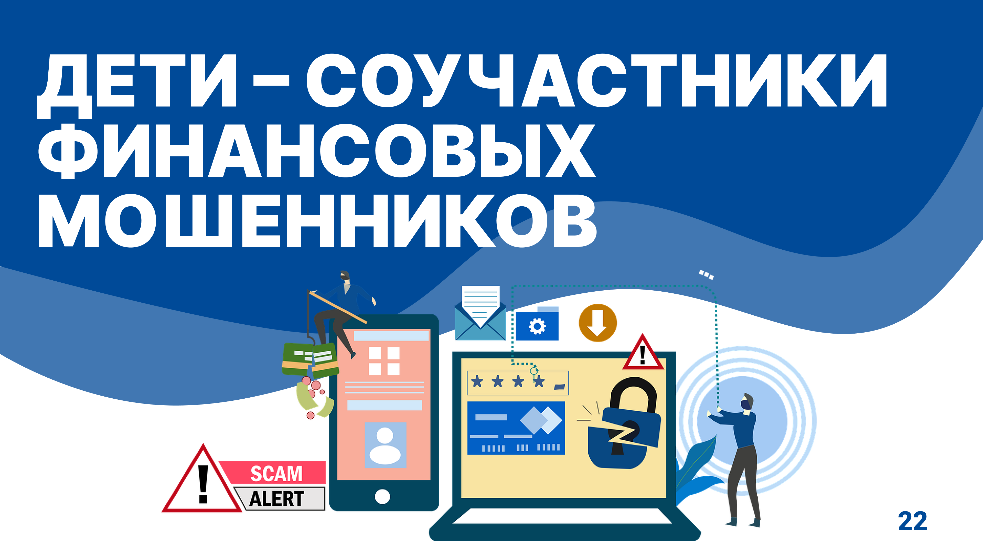 ДЕТИ – СОУЧАСТНИКИ
ФИНАНСОВЫХ
МОШЕННИКОВ
SCAM
ALERT
22